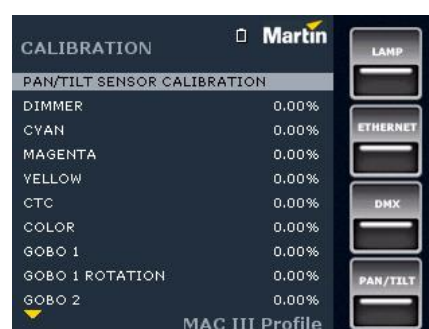 CALIBRATION
Martin
PAN/TILT SENSOR CALIBRATION
DIMMER 0.00%
CYAN 0.00%
MAGENTA 0.00%
YELLOW 0.00%
CTC 0.00%
COLOR 0.00%
GOBO 1 0.00%
GOBO 1 ROTATION 0.00%
GOBO 2 0.00%
MAC III Profile
LAMP
ETHERNET
DMX
PAN/TILT